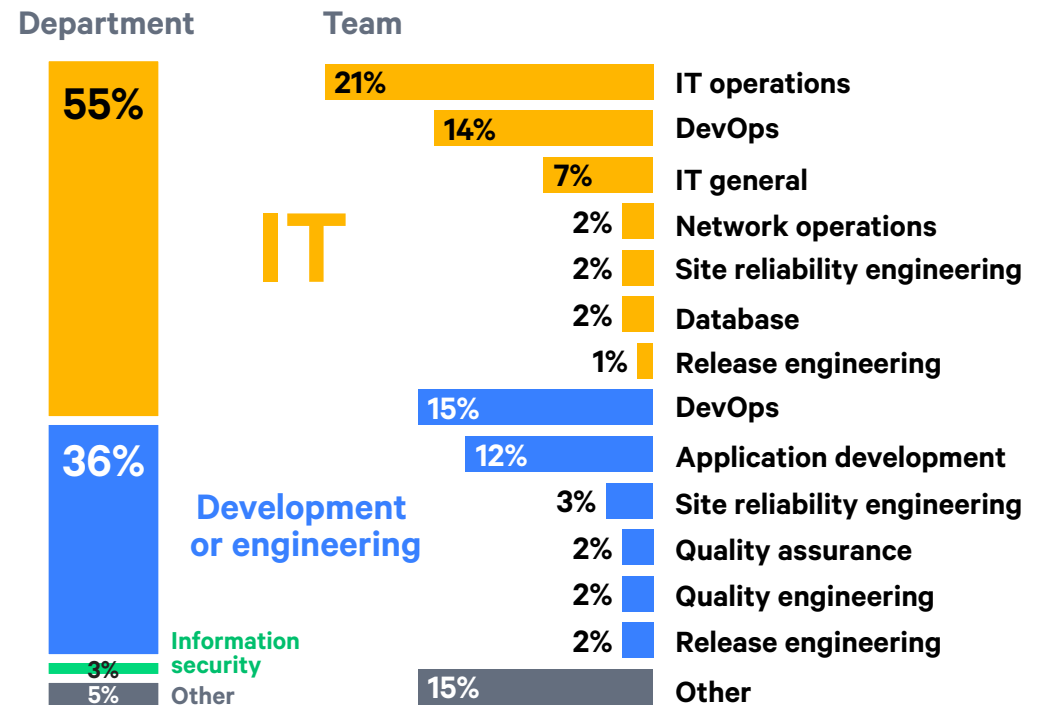 Department Team
55%
21% IT operations
14% DevOps
7% IT general
IT
2% Network operations
2% Site reliability engineering
2% Database
1% Release engineering
15% DevOps
36%
12% Application development
Development
or engineering
3% Site reliability engineering
2% Quality assurance
2% Quality engineering
2% Release engineering
Information
security
3%
5% Other
15% Other